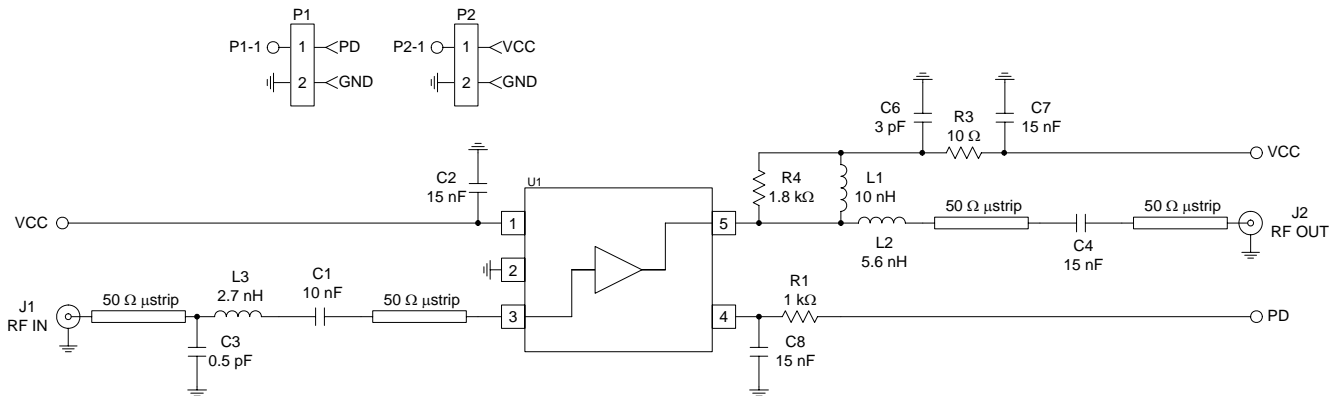 P1
P1-1
1
PD
2
GND
P2
P2-1
1
VCC
2
GND
C6
3 pF
R3
10 Ω
C7
15 nF
VCC
C2
15 nF
U1
R4
1.8 kΩ
L1
10 nH
VCC
1
5
50 Ω μstrip
50 Ω μstrip
J2
RF OUT
L2
5.6 nH
C4
15 nF
2
J1
RF IN
50 Ω μstrip
L3
2.7 nH
C1
10 nF
50 Ω μstrip
3
4
R1
1 kΩ
PD
C3
0.5 pF
C8
15 nF